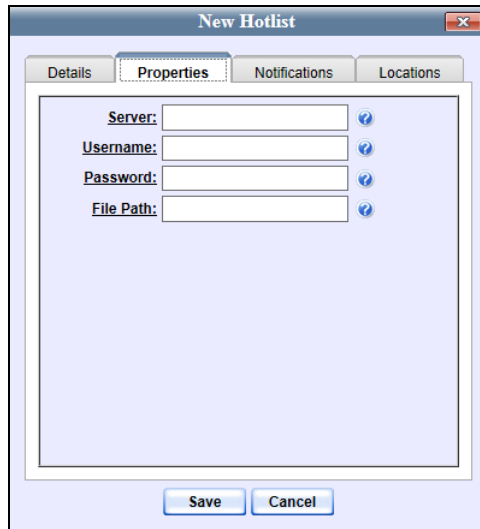 New Hotlist
Details Properties Notifications Locations
Server:
Username:
Password:
File Path:
Save Cancel